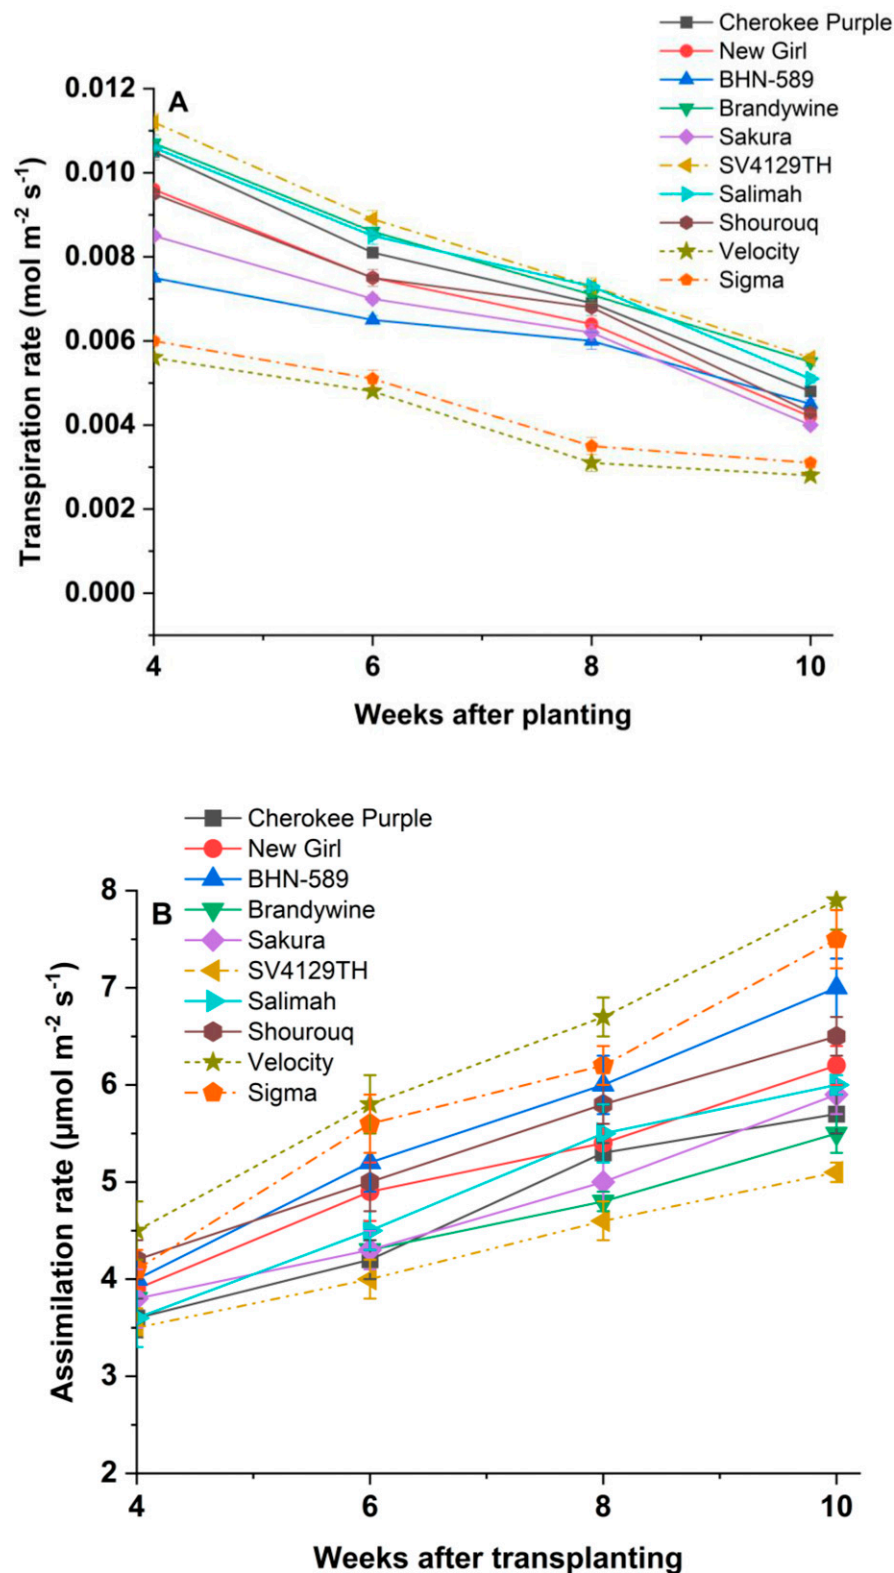 Cherokee Purple
New Girl
BHN-589
Brandywine
Sakura
SV4129TH
Salimah
Shourouq
Velocity
Sigma
A
0.012
0.010
0.008
0.006
0.004
0.002
0.000
Transpiration rate (mol m⁻² s⁻¹)
4 6 8 10
Weeks after planting
Cherokee Purple
New Girl
BHN-589
Brandywine
Sakura
SV4129TH
Salimah
Shourouq
Velocity
Sigma
B
8
7
6
5
4
3
2
Assimilation rate (µmol m⁻² s⁻¹)
4 6 8 10
Weeks after transplanting